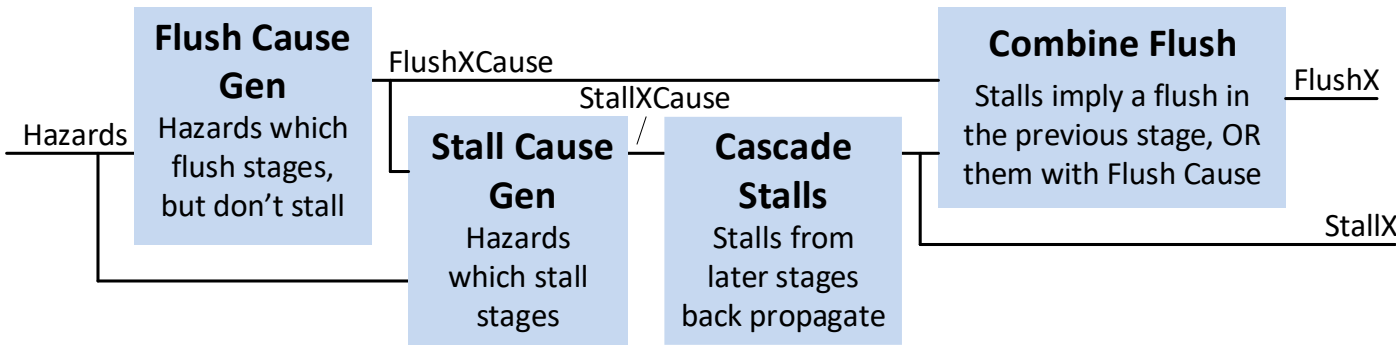 Hazards
Flush Cause
Gen
Hazards which
flush stages,
but don't stall
FlushXCause
StallXCause
Stall Cause
Gen
Hazards
which stall
stages
Cascade
Stalls
Stalls from
later stages
back propagate
Combine Flush
Stalls imply a flush in
the previous stage, OR
them with Flush Cause
FlushX
StallX